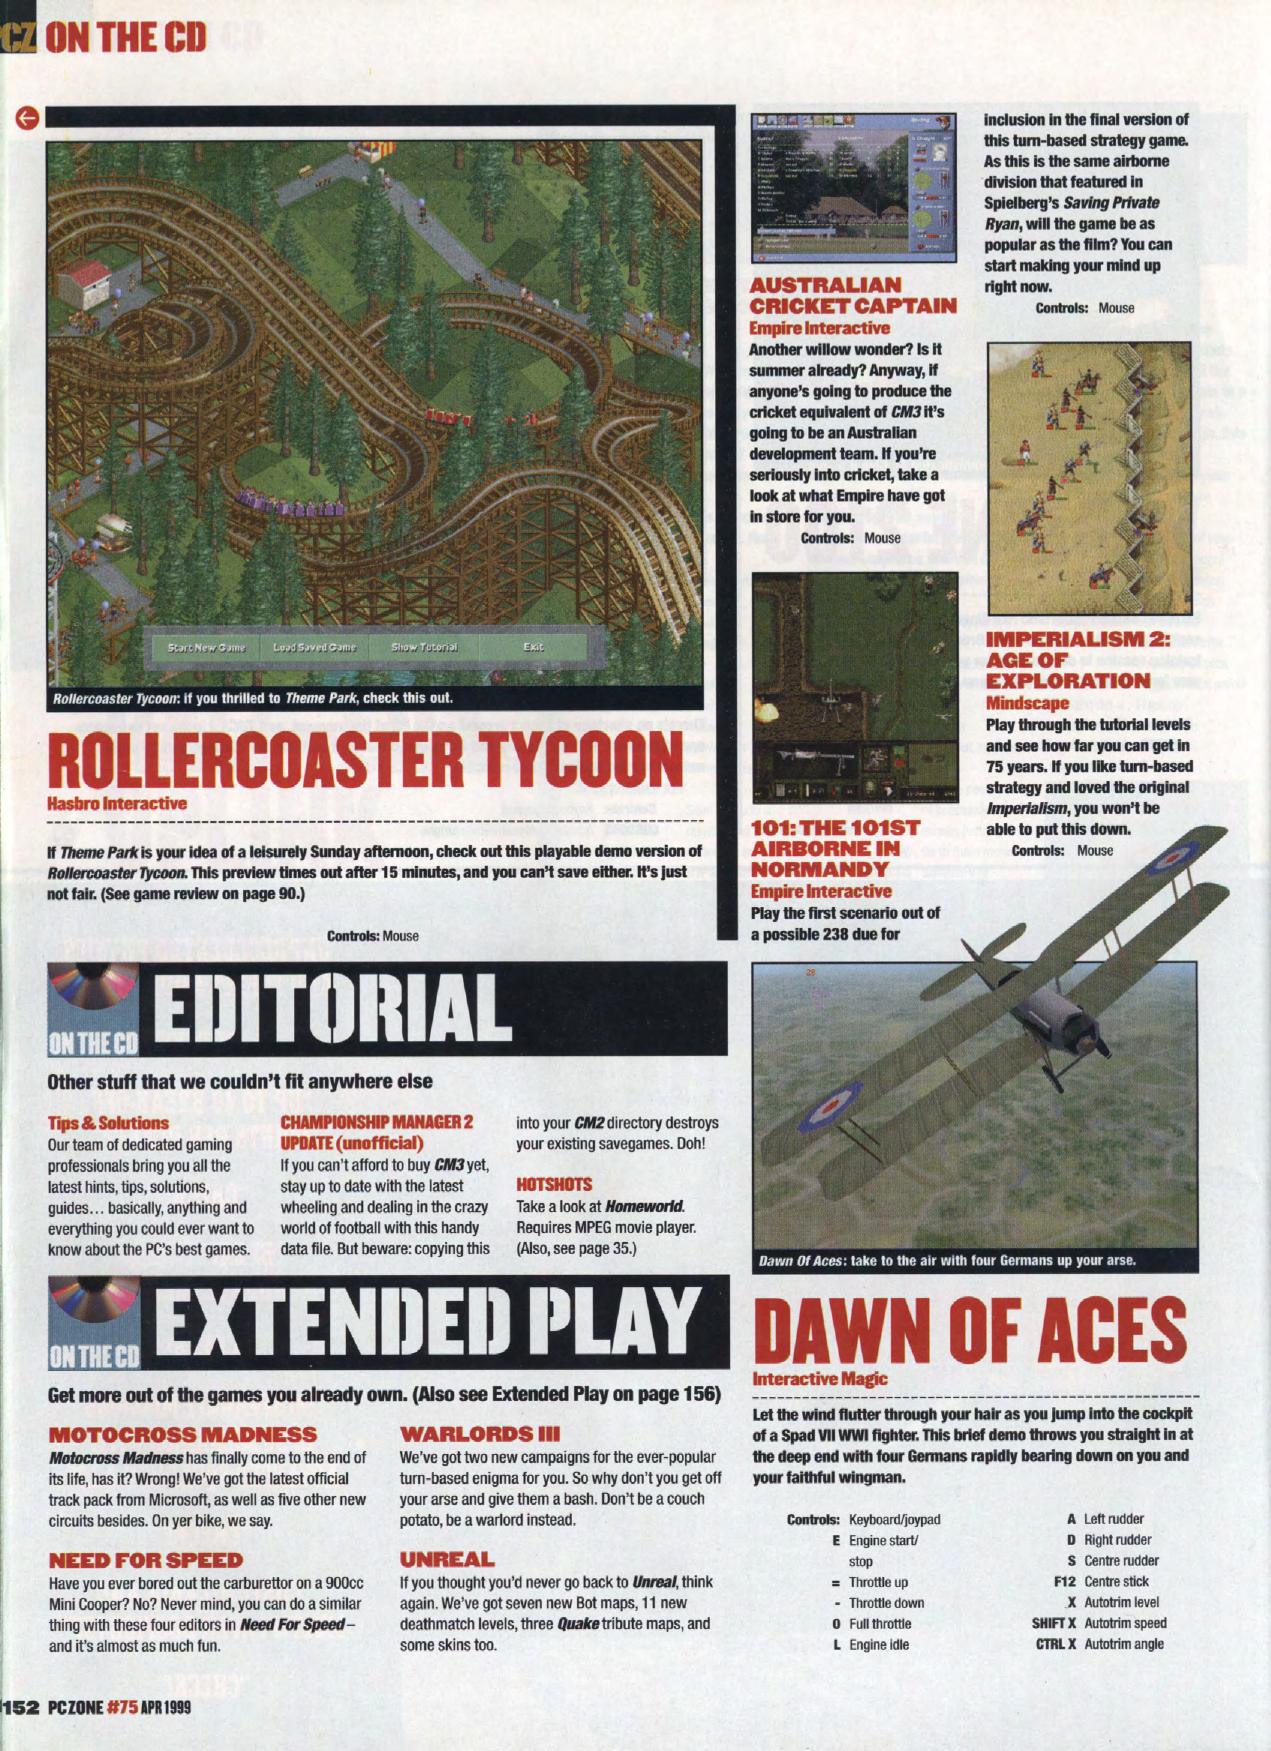 PCZ ON THE CD
Start New Game
Load Saved Game
Show Tutorial
Exit
Rollercoaster Tycoon: if you thrilled to Theme Park, check this out.
ROLLERCOASTER TYCOON
Hasbro Interactive
If Theme Park is your idea of a leisurely Sunday afternoon, check out this playable demo version of
Rollercoaster Tycoon. This preview times out after 15 minutes, and you can't save either. It's just
not fair. (See game review on page 90.)
Controls: Mouse
AUSTRALIAN
CRICKET CAPTAIN
Empire Interactive
Another willow wonder? Is it
summer already? Anyway, if
anyone's going to produce the
cricket equivalent of CM3 it's
going to be an Australian
development team. If you're
seriously into cricket, take a
look at what Empire have got
in store for you.
Controls: Mouse
101: THE 101ST
AIRBORNE IN
NORMANDY
Empire Interactive
Play the first scenario out of
a possible 238 due for
inclusion in the final version of
this turn-based strategy game.
As this is the same airborne
division that featured in
Spielberg's Saving Private
Ryan, will the game be as
popular as the film? You can
start making your mind up
right now.
Controls: Mouse
IMPERIALISM 2:
AGE OF
EXPLORATION
Mindscape
Play through the tutorial levels
and see how far you can get in
75 years. If you like turn-based
strategy and loved the original
Imperialism, you won't be
able to put this down.
Controls: Mouse
ON THE CD
EDITORIAL
Other stuff that we couldn't fit anywhere else
Tips & Solutions
Our team of dedicated gaming
professionals bring you all the
latest hints, tips, solutions,
guides... basically, anything and
everything you could ever want to
know about the PC's best games.
CHAMPIONSHIP MANAGER 2
UPDATE (unofficial)
If you can't afford to buy CM3 yet,
stay up to date with the latest
wheeling and dealing in the crazy
world of football with this handy
data file. But beware: copying this
into your CM2 directory destroys
your existing savegames. Doh!
HOTSHOTS
Take a look at Homeworld.
Requires MPEG movie player.
(Also, see page 35.)
ON THE CD
EXTENDED PLAY
Get more out of the games you already own. (Also see Extended Play on page 156)
MOTOCROSS MADNESS
Motocross Madness has finally come to the end of
its life, has it? Wrong! We've got the latest official
track pack from Microsoft, as well as five other new
circuits besides. On yer bike, we say.
NEED FOR SPEED
Have you ever bored out the carburettor on a 900cc
Mini Cooper? No? Never mind, you can do a similar
thing with these four editors in Need For Speed –
and it's almost as much fun.
WARLORDS III
We've got two new campaigns for the ever-popular
turn-based enigma for you. So why don't you get off
your arse and give them a bash. Don't be a couch
potato, be a warlord instead.
UNREAL
If you thought you'd never go back to Unreal, think
again. We've got seven new Bot maps, 11 new
deathmatch levels, three Quake tribute maps, and
some skins too.
28
Dawn Of Aces: take to the air with four Germans up your arse.
DAWN OF ACES
Interactive Magic
Let the wind flutter through your hair as you jump into the cockpit
of a Spad VII WWI fighter. This brief demo throws you straight in at
the deep end with four Germans rapidly bearing down on you and
your faithful wingman.
Controls: Keyboard/joypad
E Engine start/
stop
= Throttle up
- Throttle down
0 Full throttle
L Engine idle
A Left rudder
D Right rudder
S Centre rudder
F12 Centre stick
X Autotrim level
SHIFT X Autotrim speed
CTRL X Autotrim angle
152 PCZONE #75 APR 1999